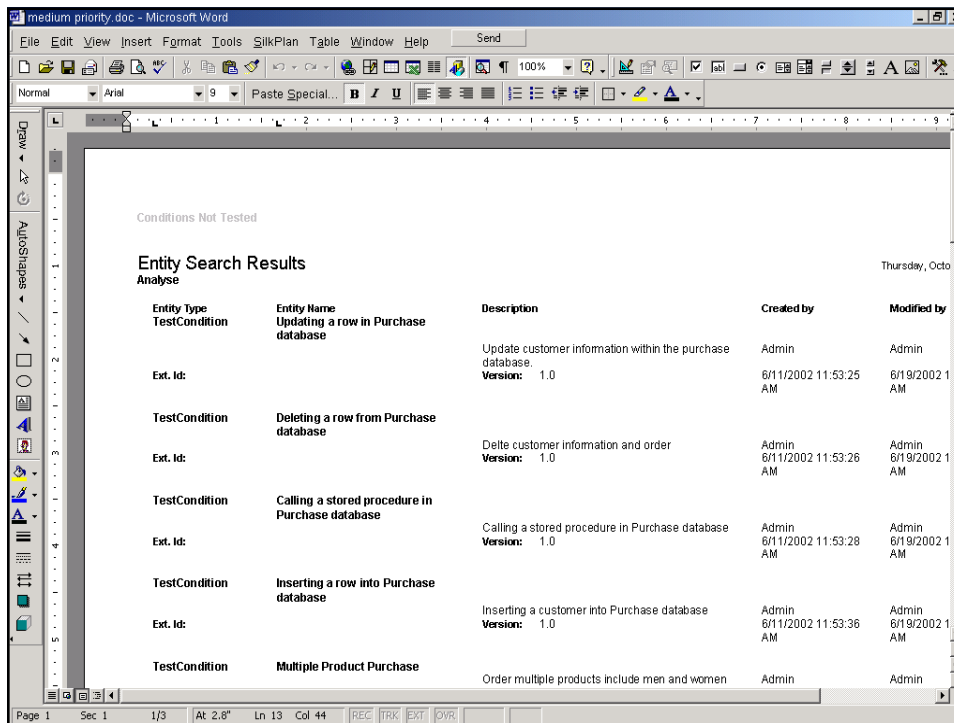 medium priority.doc - Microsoft Word
File Edit View Insert Format Tools SilkPlan Table Window Help Send
100%
Normal Arial 9 Paste Special... B I U
Draw
AutoShapes
1 2 3 4 5 6 7 8 9
Conditions Not Tested
Entity Search Results
Thursday, Octo
Analyse
Entity Type Entity Name Description Created by Modified by
TestCondition Updating a row in Purchase
database
Update customer information within the purchase Admin Admin
database.
Ext. Id: Version: 1.0 6/11/2002 11:53:25 6/19/2002 1
AM AM
TestCondition Deleting a row from Purchase
database
Delte customer information and order Admin Admin
Ext. Id: Version: 1.0 6/11/2002 11:53:26 6/19/2002 1
AM AM
TestCondition Calling a stored procedure in
Purchase database
Calling a stored procedure in Purchase database Admin Admin
Ext. Id: Version: 1.0 6/11/2002 11:53:28 6/19/2002 1
AM AM
TestCondition Inserting a row into Purchase
database
Inserting a customer into Purchase database Admin Admin
Ext. Id: Version: 1.0 6/11/2002 11:53:36 6/19/2002 1
AM AM
TestCondition Multiple Product Purchase
Order multiple products include men and women Admin Admin
Page 1 Sec 1 1/3 At 2.8" Ln 13 Col 44 REC TRK EXT OVR